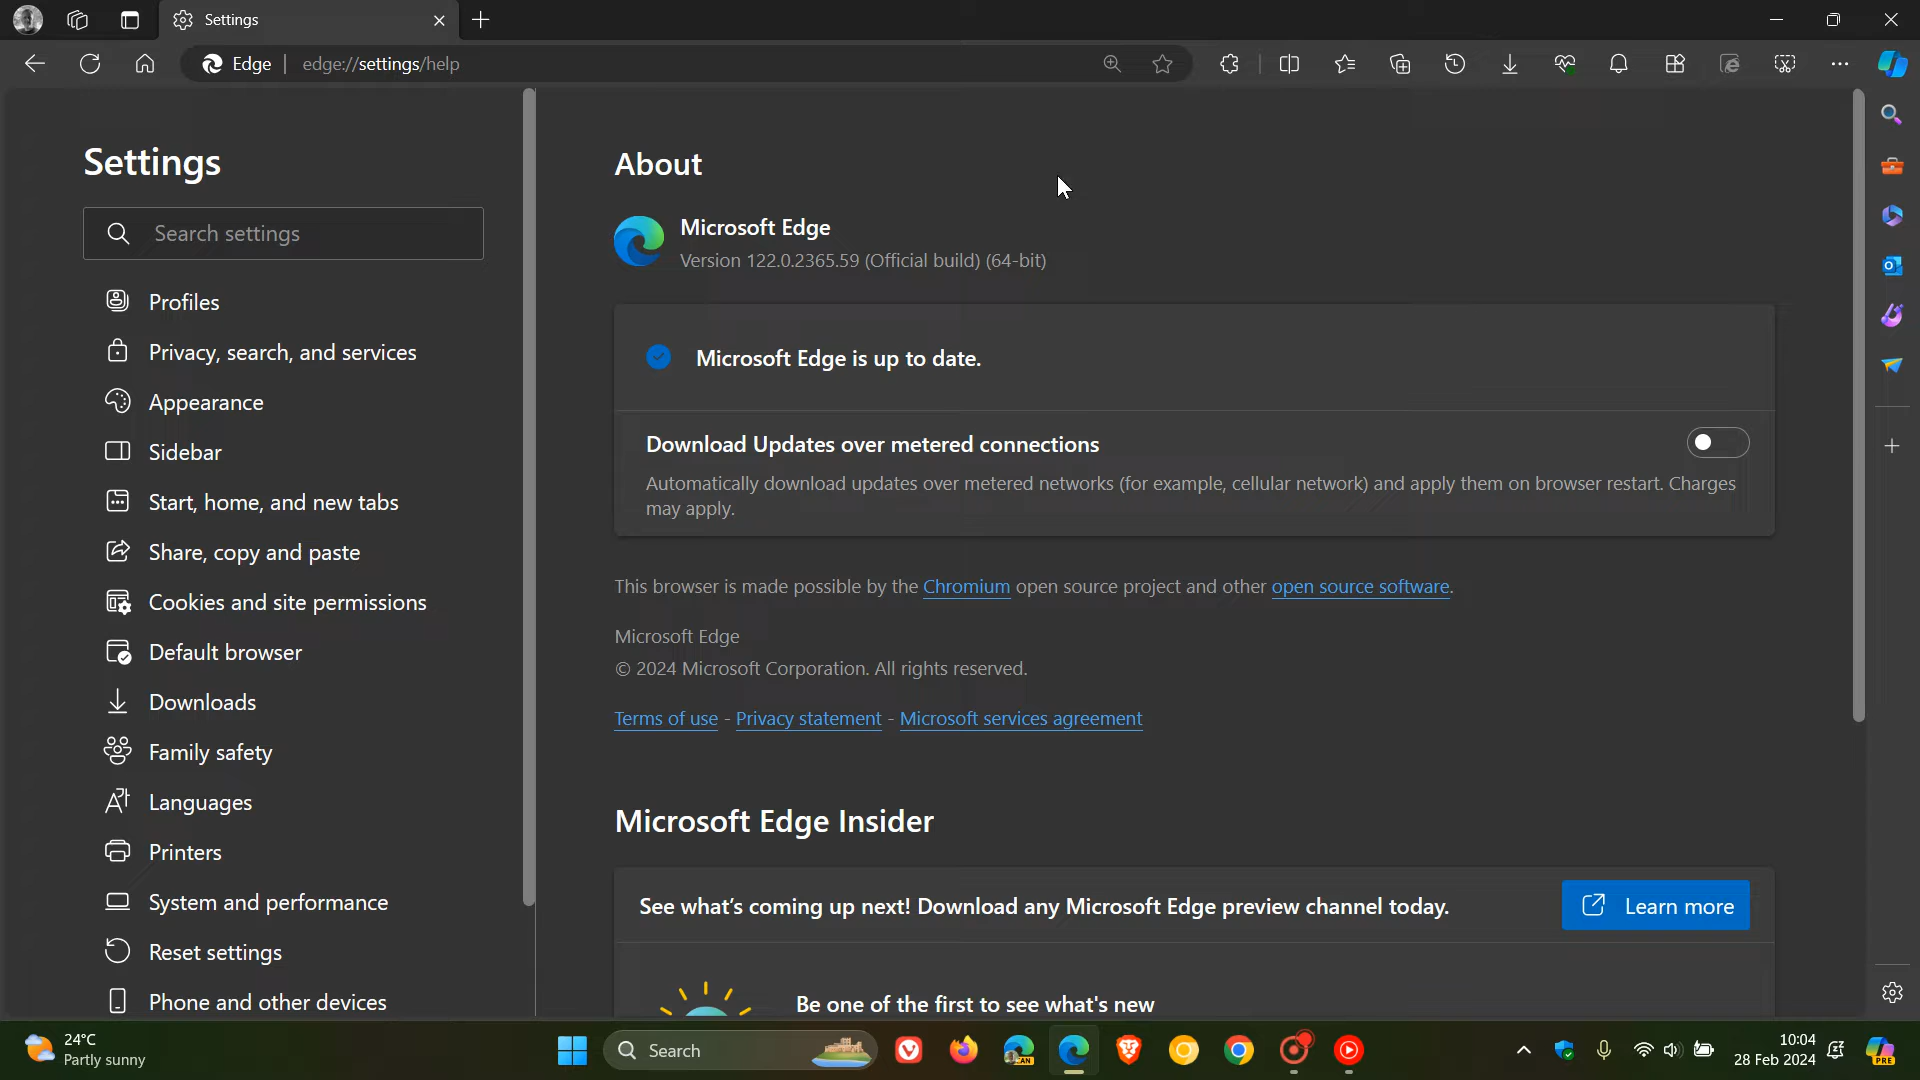 Settings
Edge
edge://settings/help
Settings
Search settings
Profiles
Privacy, search, and services
Appearance
Sidebar
Start, home, and new tabs
Share, copy and paste
Cookies and site permissions
Default browser
Downloads
Family safety
Languages
Printers
System and performance
Reset settings
Phone and other devices
About
Microsoft Edge
Version 122.0.2365.59 (Official build) (64-bit)
Microsoft Edge is up to date.
Download Updates over metered connections
Automatically download updates over metered networks (for example, cellular network) and apply them on browser restart. Charges
may apply.
This browser is made possible by the Chromium open source project and other open source software.
Microsoft Edge
© 2024 Microsoft Corporation. All rights reserved.
Terms of use - Privacy statement - Microsoft services agreement
Microsoft Edge Insider
See what's coming up next! Download any Microsoft Edge preview channel today.
Learn more
Be one of the first to see what's new
24°C
Partly sunny
Search
CAN
10:04
28 Feb 2024
PRE